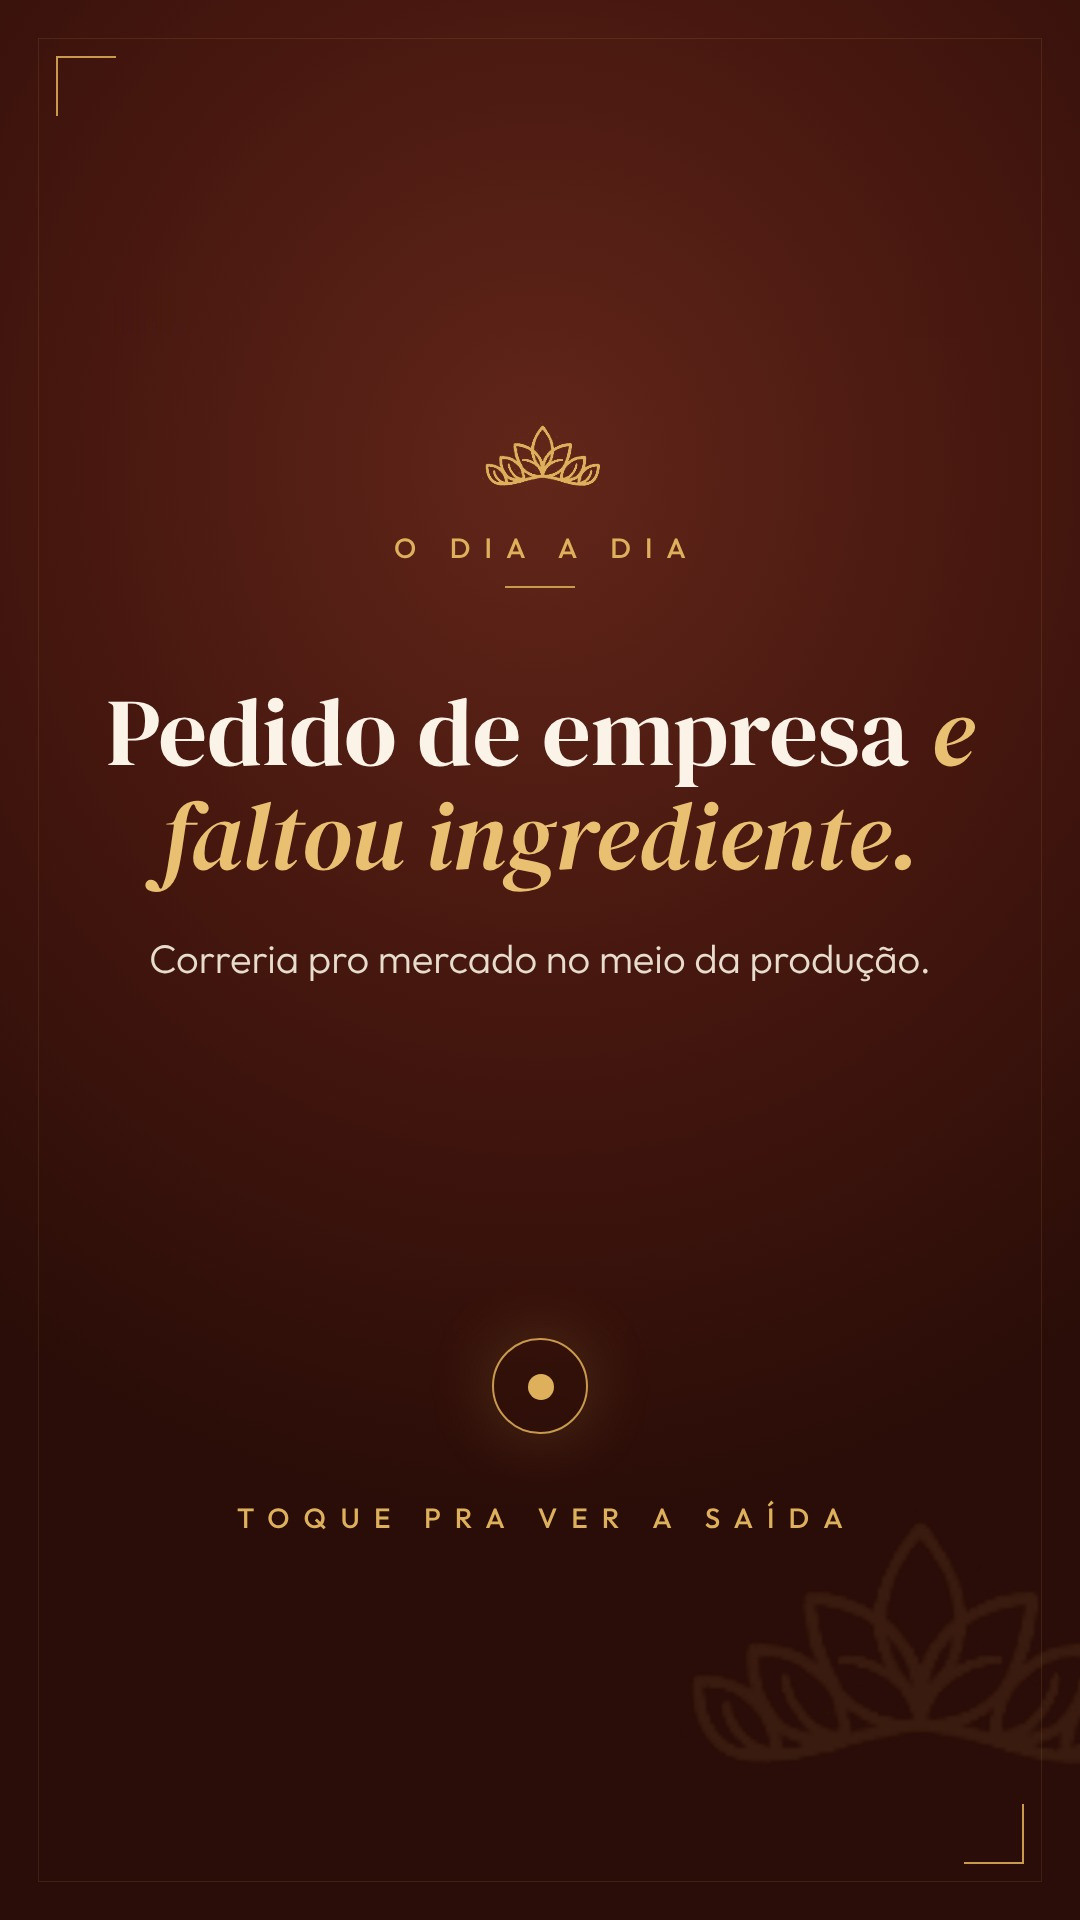 O DIA A DIA
Pedido de empresa e
faltou ingrediente.
Correria pro mercado no meio da produção.
TOQUE PRA VER A SAÍDA